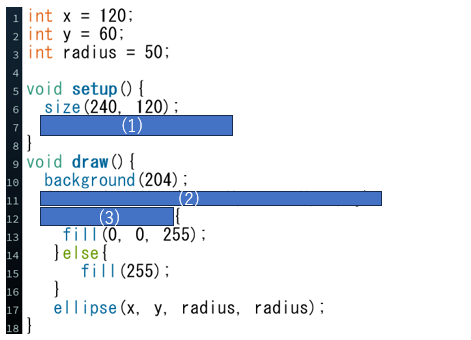 1 int x = 120;
2 int y = 60;
3 int radius = 50;
4
5 void setup(){
6 size(240, 120);
7 (1)
8 }
9 void draw(){
10 background(204);
11 (2)
12 (3) {
13 fill(0, 0, 255);
14 }else{
15 fill(255);
16 }
17 ellipse(x, y, radius, radius);
18 }